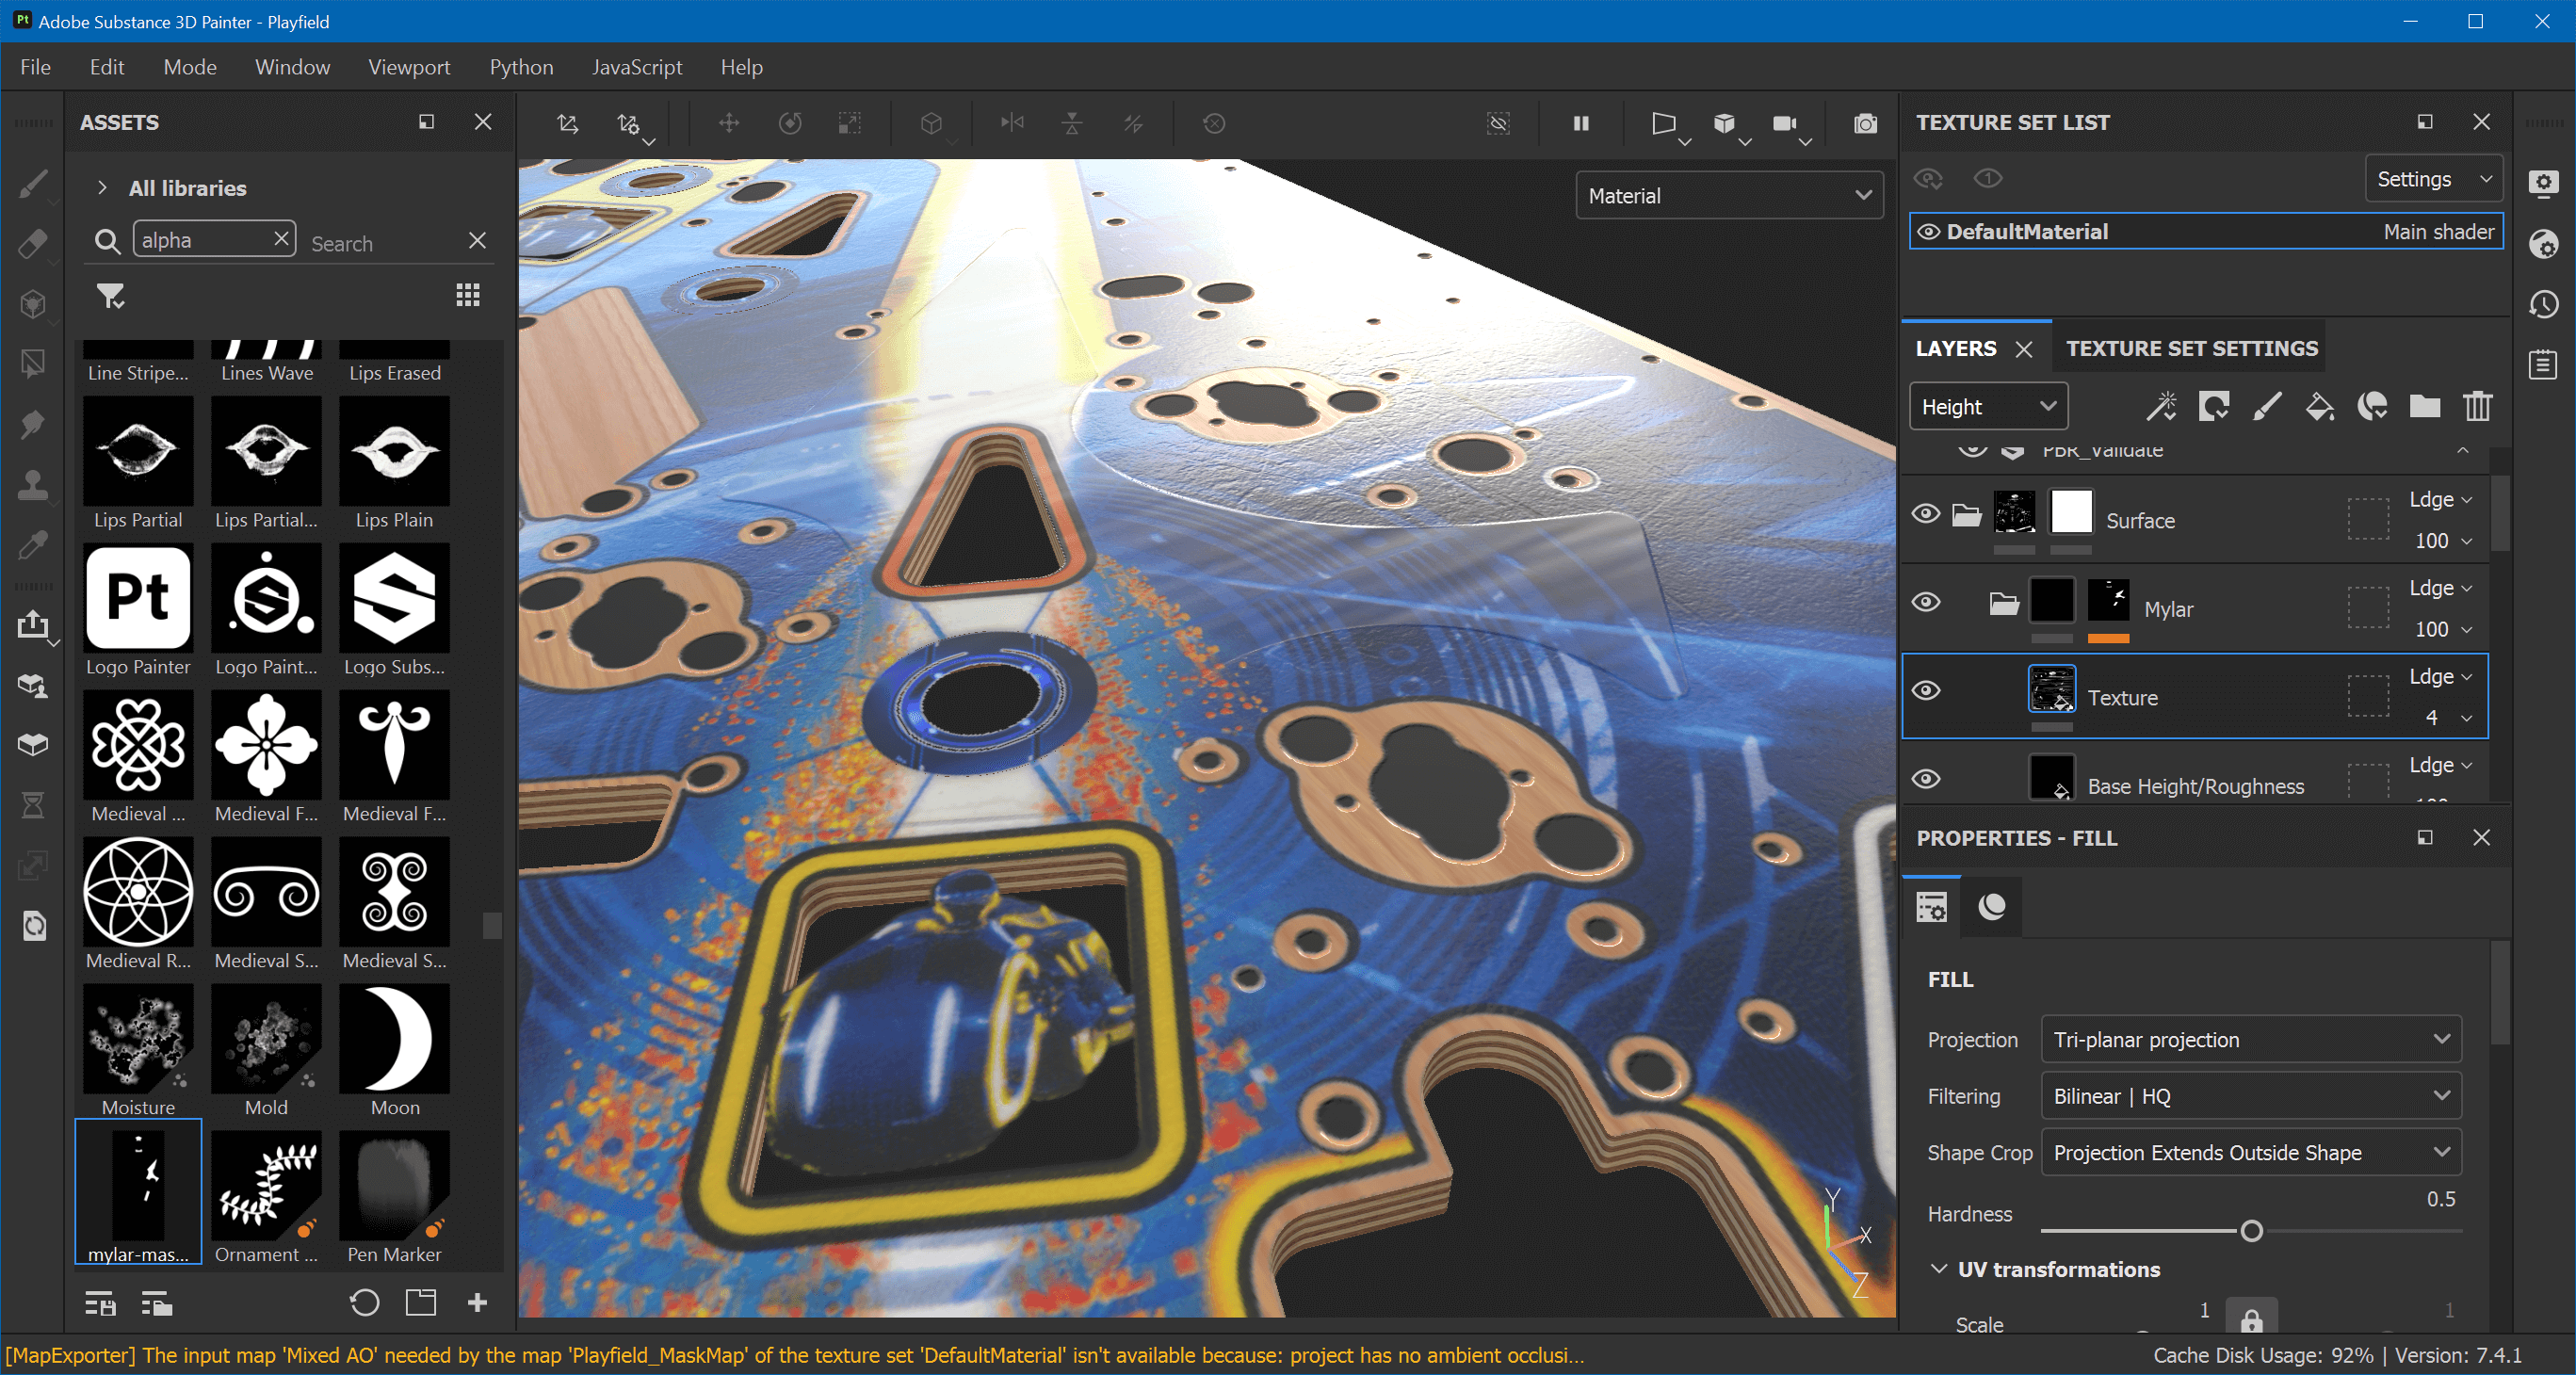 Pt Adobe Substance 3D Painter - Playfield
File Edit Mode Window Viewport Python JavaScript Help
ASSETS
All libraries
alpha Search
Line Stripe... Lines Wave Lips Erased
Lips Partial Lips Partial... Lips Plain
Pt
Logo Painter Logo Paint... Logo Subs...
Medieval ... Medieval F... Medieval F...
Medieval R... Medieval S... Medieval S...
Moisture Mold Moon
mylar-mas... Ornament ... Pen Marker
Material
Y
X
Z
TEXTURE SET LIST
1
Settings
DefaultMaterial Main shader
LAYERS TEXTURE SET SETTINGS
Height
PBR_Validate
Surface Ldge
100
Mylar Ldge
100
Texture Ldge
4
Base Height/Roughness Ldge
100
PROPERTIES - FILL
FILL
Projection Tri-planar projection
Filtering Bilinear | HQ
Shape Crop Projection Extends Outside Shape
Hardness 0.5
UV transformations
Scale 1 1
[MapExporter] The input map 'Mixed AO' needed by the map 'Playfield_MaskMap' of the texture set 'DefaultMaterial' isn't available because: project has no ambient occlusi...
Cache Disk Usage: 92% | Version: 7.4.1